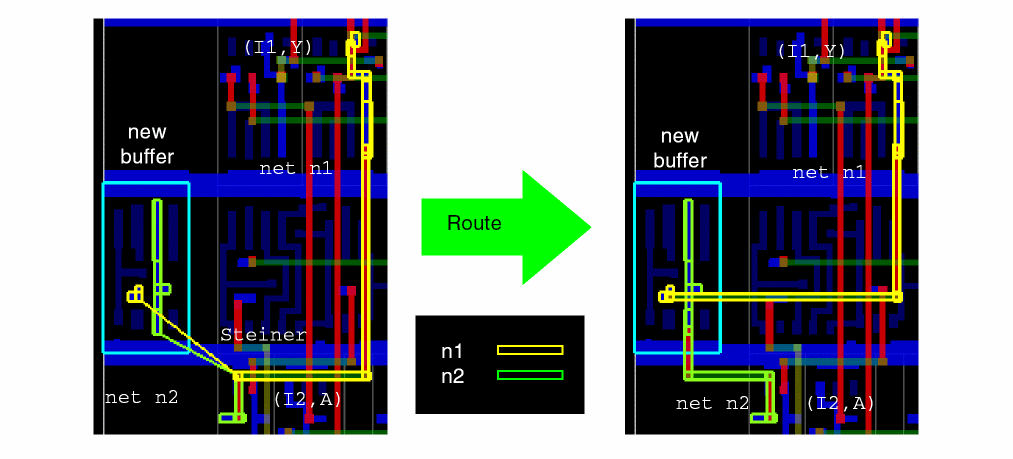 (I1,Y)
new
buffer
net n1
Steiner
net n2
(I2,A)
Route
n1
n2
(I1,Y)
new
buffer
net n1
net n2
(I2,A)